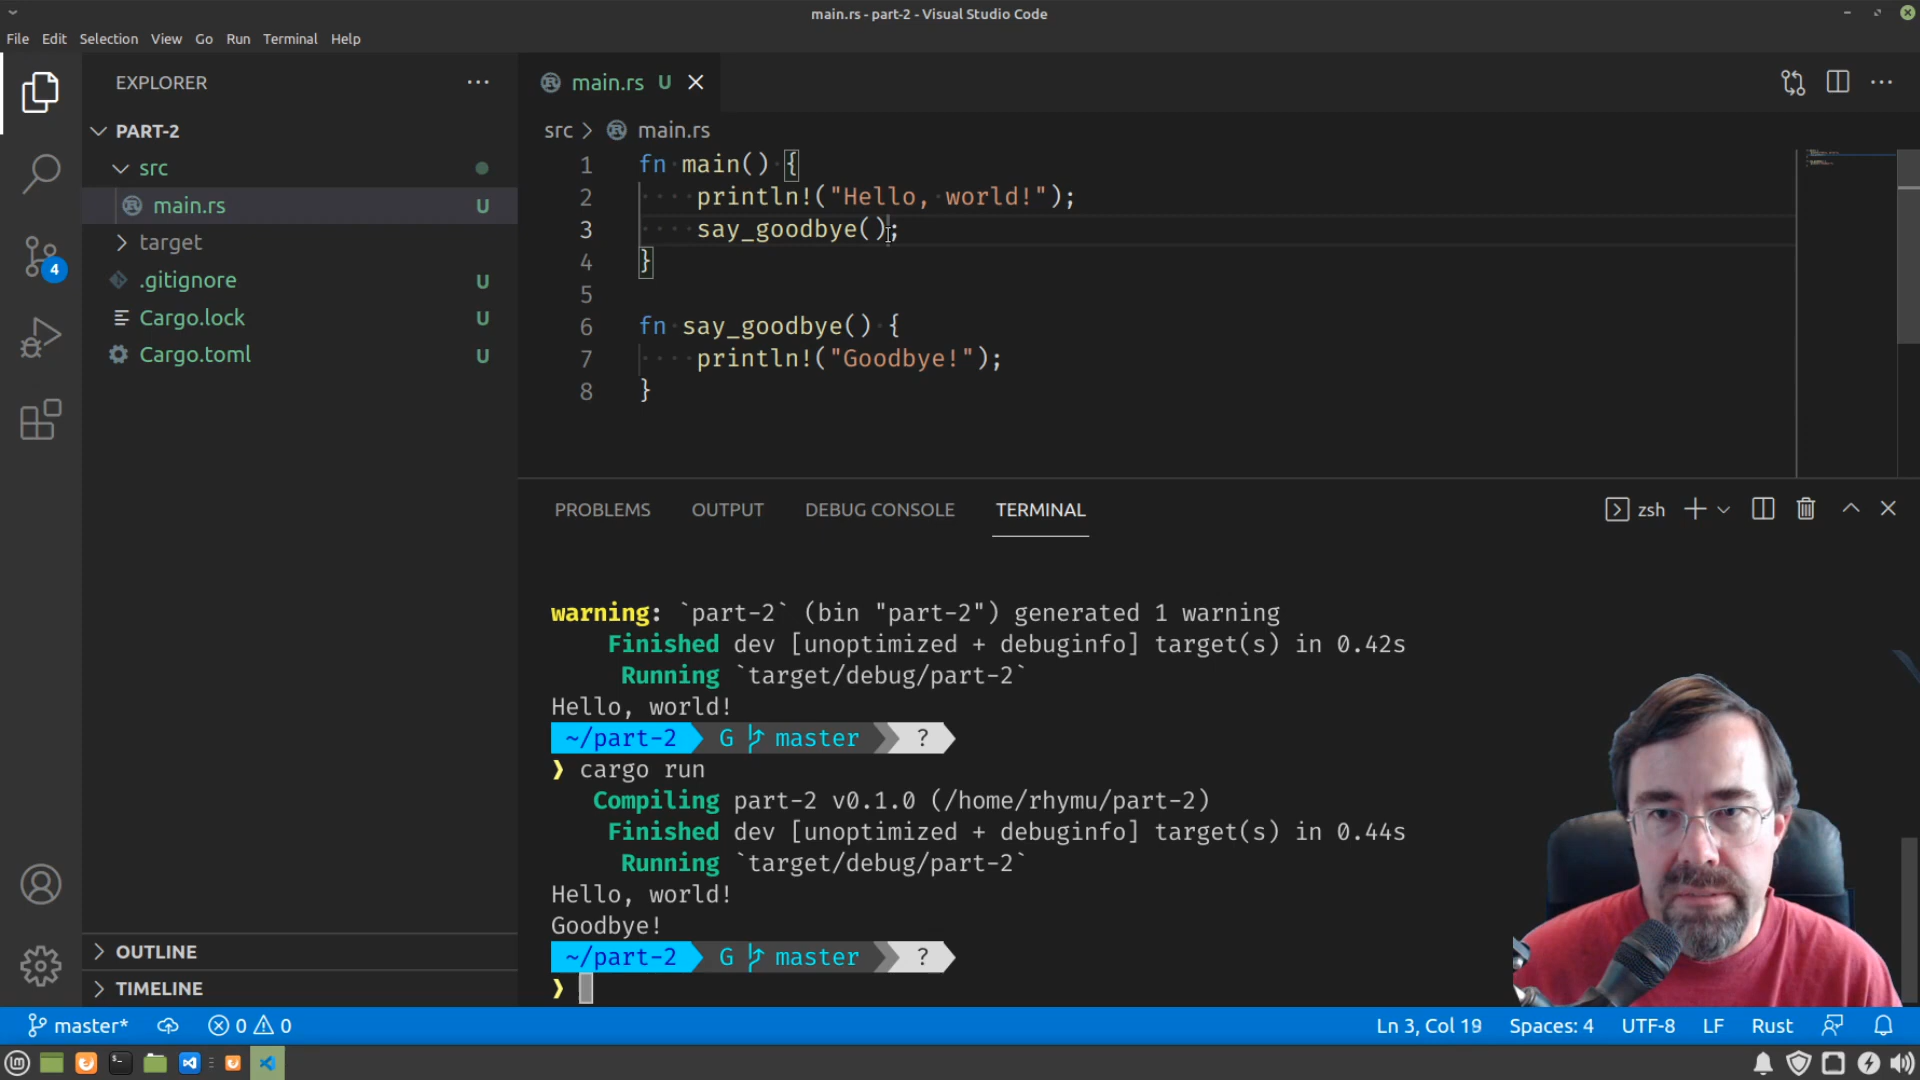 main.rs - part-2 - Visual Studio Code
File Edit Selection View Go Run Terminal Help
EXPLORER
PART-2
src
main.rs U
target
.gitignore U
Cargo.lock U
Cargo.toml U
4
OUTLINE
TIMELINE
main.rs U
src > main.rs
1 fn main() {
2 println!("Hello, world!");
3 say_goodbye();
4 }
5
6 fn say_goodbye() {
7 println!("Goodbye!");
8 }
PROBLEMS OUTPUT DEBUG CONSOLE TERMINAL zsh
warning: `part-2` (bin "part-2") generated 1 warning
Finished dev [unoptimized + debuginfo] target(s) in 0.42s
Running `target/debug/part-2`
Hello, world!
~/part-2 G master ?
❯ cargo run
Compiling part-2 v0.1.0 (/home/rhymu/part-2)
Finished dev [unoptimized + debuginfo] target(s) in 0.44s
Running `target/debug/part-2`
Hello, world!
Goodbye!
~/part-2 G master ?
❯
master* 0 0 Ln 3, Col 19 Spaces: 4 UTF-8 LF Rust